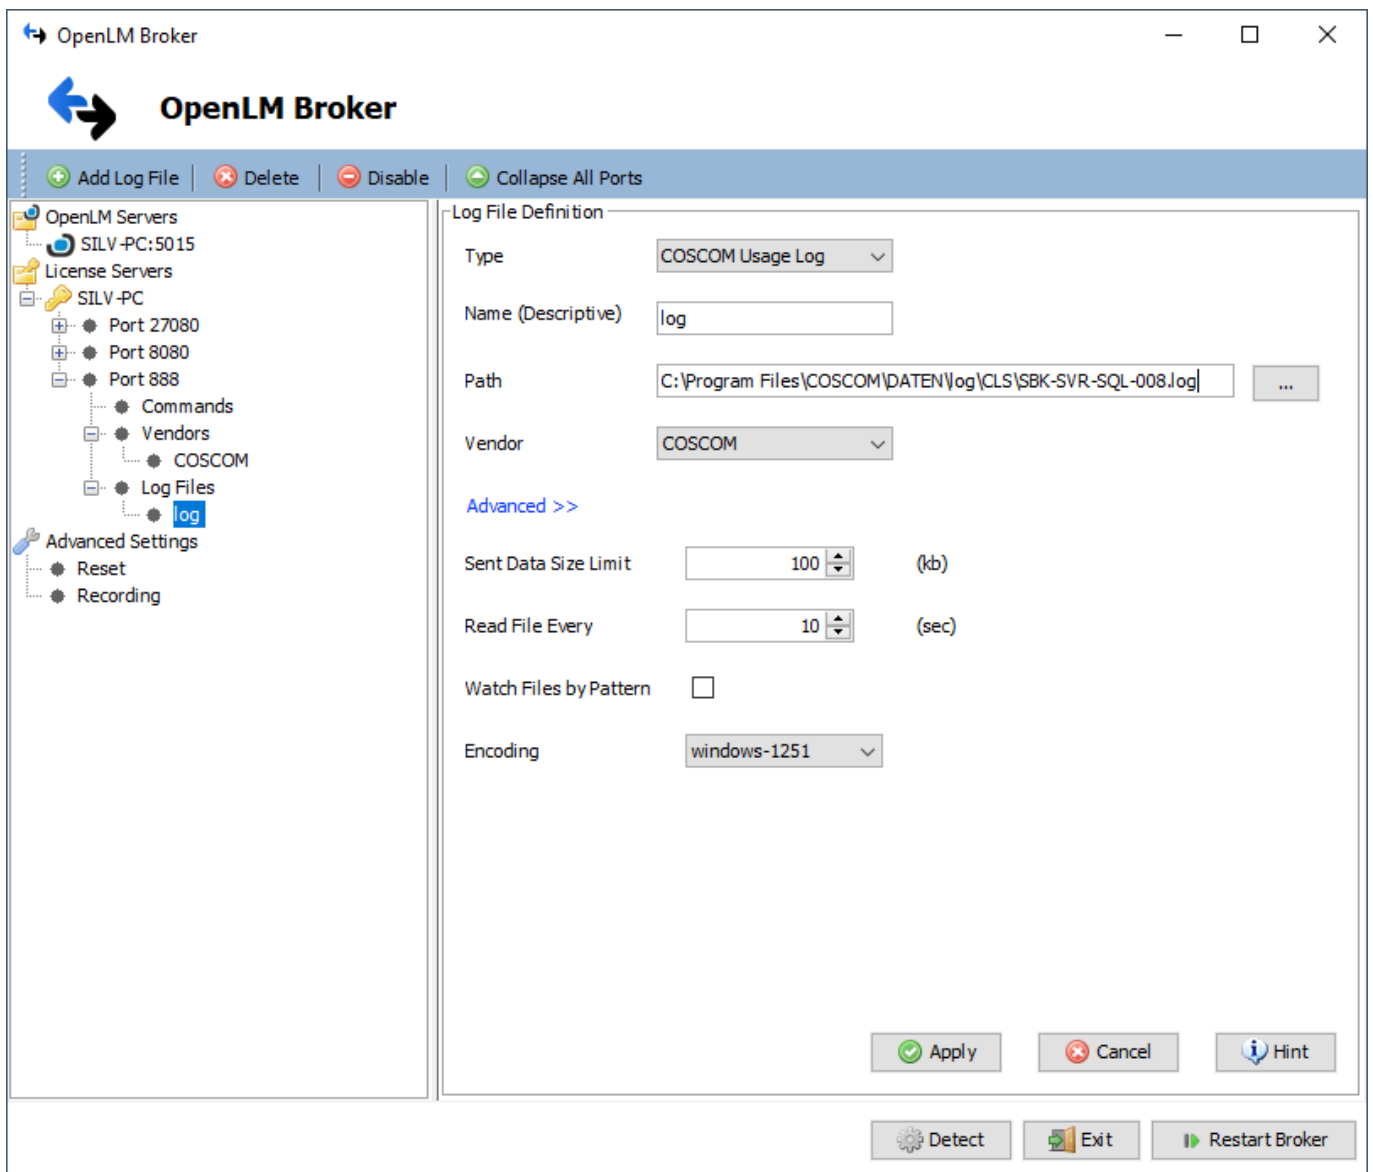 OpenLM Broker
OpenLM Broker
Add Log File Delete Disable Collapse All Ports
OpenLM Servers
SILV-PC:5015
License Servers
SILV-PC
Port 27080
Port 8080
Port 888
Commands
Vendors
COSCOM
Log Files
log
Advanced Settings
Reset
Recording
Log File Definition
Type COSCOM Usage Log
Name (Descriptive) log
Path C:\Program Files\COSCOM\DATEN\log\CLS\SBK-SVR-SQL-008.log ...
Vendor COSCOM
Advanced >>
Sent Data Size Limit 100 (kb)
Read File Every 10 (sec)
Watch Files by Pattern
Encoding windows-1251
Apply Cancel Hint
Detect Exit Restart Broker